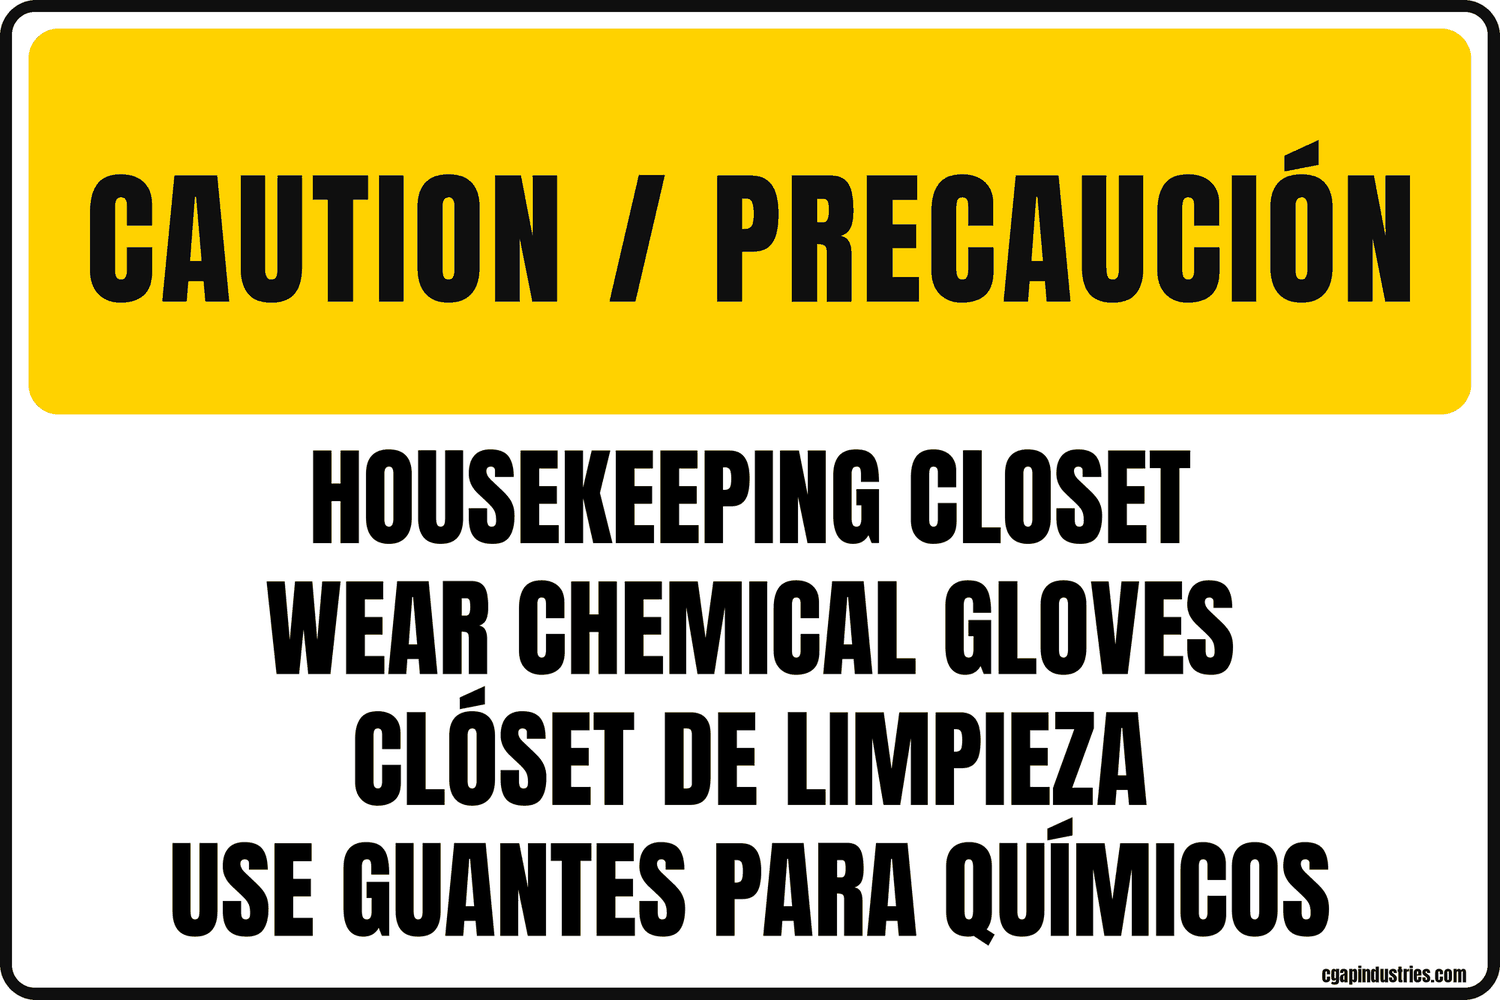 CAUTION / PRECAUCIÓN
HOUSEKEEPING CLOSET
WEAR CHEMICAL GLOVES
CLÓSET DE LIMPIEZA
USE GUANTES PARA QUÍMICOS
cgapindustries.com